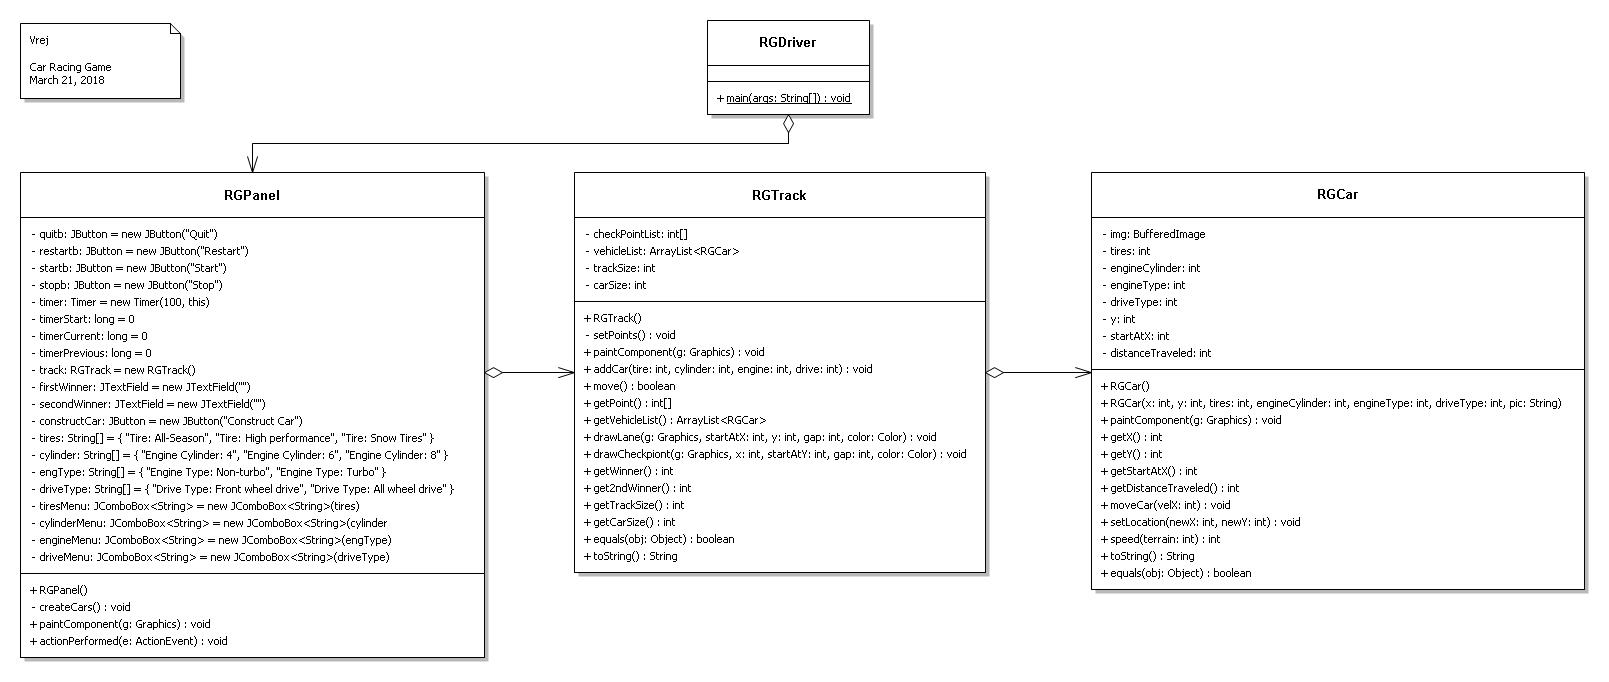 Vrej
Car Racing Game
March 21, 2018
RGDriver
+ main(args: String[]) : void
RGPanel
- quitb: JButton = new JButton("Quit")
- restartb: JButton = new JButton("Restart")
- startb: JButton = new JButton("Start")
- stopb: JButton = new JButton("Stop")
- timer: Timer = new Timer(100, this)
- timerStart: long = 0
- timerCurrent: long = 0
- timerPrevious: long = 0
- track: RGTrack = new RGTrack()
- firstWinner: JTextField = new JTextField("")
- secondWinner: JTextField = new JTextField("")
- constructCar: JButton = new JButton("Construct Car")
- tires: String[] = { "Tire: All-Season", "Tire: High performance", "Tire: Snow Tires" }
- cylinder: String[] = { "Engine Cylinder: 4", "Engine Cylinder: 6", "Engine Cylinder: 8" }
- engType: String[] = { "Engine Type: Non-turbo", "Engine Type: Turbo" }
- driveType: String[] = { "Drive Type: Front wheel drive", "Drive Type: All wheel drive" }
- tiresMenu: JComboBox<String> = new JComboBox<String>(tires)
- cylinderMenu: JComboBox<String> = new JComboBox<String>(cylinder
- engineMenu: JComboBox<String> = new JComboBox<String>(engType)
- driveMenu: JComboBox<String> = new JComboBox<String>(driveType)
+ RGPanel()
- createCars() : void
+ paintComponent(g: Graphics) : void
+ actionPerformed(e: ActionEvent) : void
RGTrack
- checkPointList: int[]
- vehicleList: ArrayList<RGCar>
- trackSize: int
- carSize: int
+ RGTrack()
- setPoints() : void
+ paintComponent(g: Graphics) : void
+ addCar(tire: int, cylinder: int, engine: int, drive: int) : void
+ move() : boolean
+ getPoint() : int[]
+ getVehicleList() : ArrayList<RGCar>
+ drawLane(g: Graphics, startAtX: int, y: int, gap: int, color: Color) : void
+ drawCheckpiont(g: Graphics, x: int, startAtY: int, gap: int, color: Color) : void
+ getWinner() : int
+ get2ndWinner() : int
+ getTrackSize() : int
+ getCarSize() : int
+ equals(obj: Object) : boolean
+ toString() : String
RGCar
- img: BufferedImage
- tires: int
- engineCylinder: int
- engineType: int
- driveType: int
- y: int
- startAtX: int
- distanceTraveled: int
+ RGCar()
+ RGCar(x: int, y: int, tires: int, engineCylinder: int, engineType: int, driveType: int, pic: String)
+ paintComponent(g: Graphics) : void
+ getX() : int
+ getY() : int
+ getStartAtX() : int
+ getDistanceTraveled() : int
+ moveCar(velX: int) : void
+ setLocation(newX: int, newY: int) : void
+ speed(terrain: int) : int
+ toString() : String
+ equals(obj: Object) : boolean